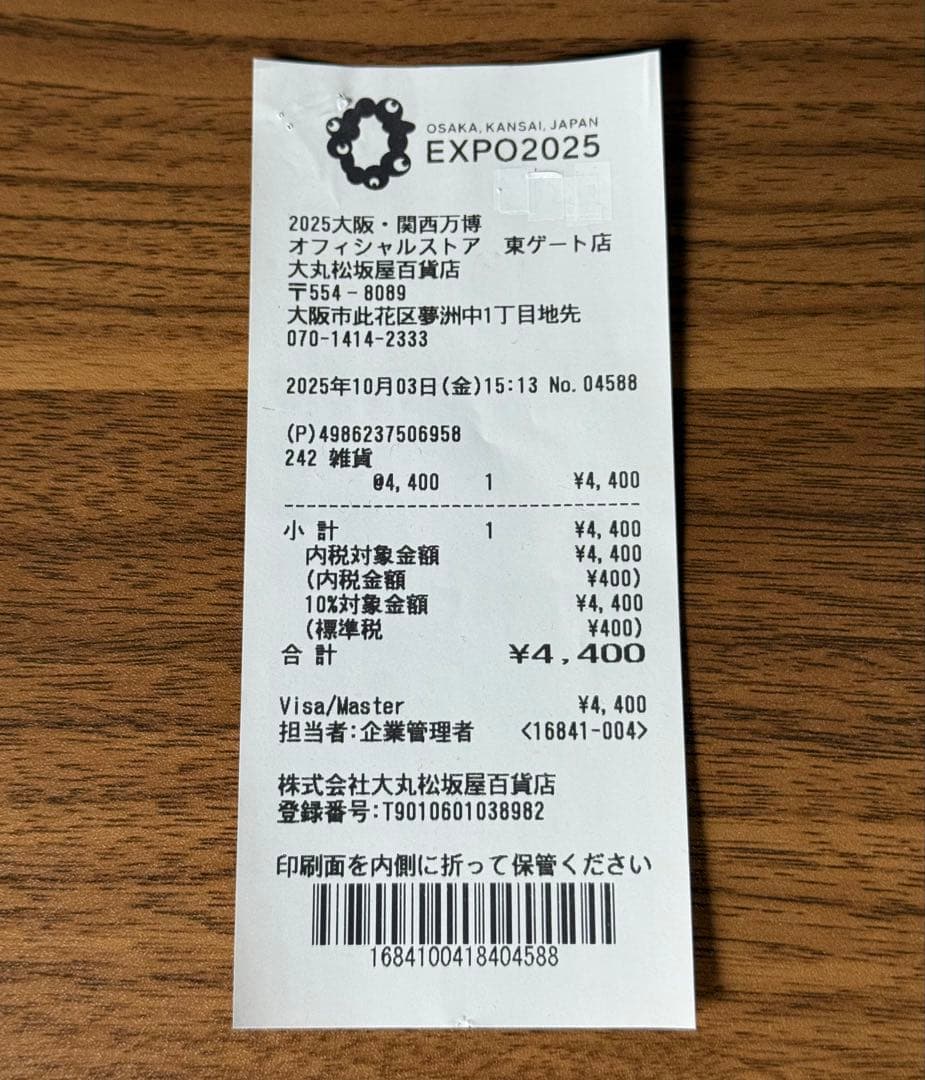 OSAKA, KANSAI, JAPAN
EXPO2025
2025大阪・関西万博
オフィシャルストア　東ゲート店
大丸松坂屋百貨店
〒554-8089
大阪市此花区夢洲中1丁目地先
070-1414-2333
2025年10月03日(金)15:13 No.04588
(P)4986237506958
242 雑貨
@4,400 1 ¥4,400
小計 1 ¥4,400
内税対象金額 ¥4,400
(内税金額 ¥400)
10%対象金額 ¥4,400
(標準税 ¥400)
合計 ¥4,400
Visa/Master ¥4,400
担当者:企業管理者 <16841-004>
株式会社大丸松坂屋百貨店
登録番号:T9010601038982
印刷面を内側に折って保管ください
1684100418404588